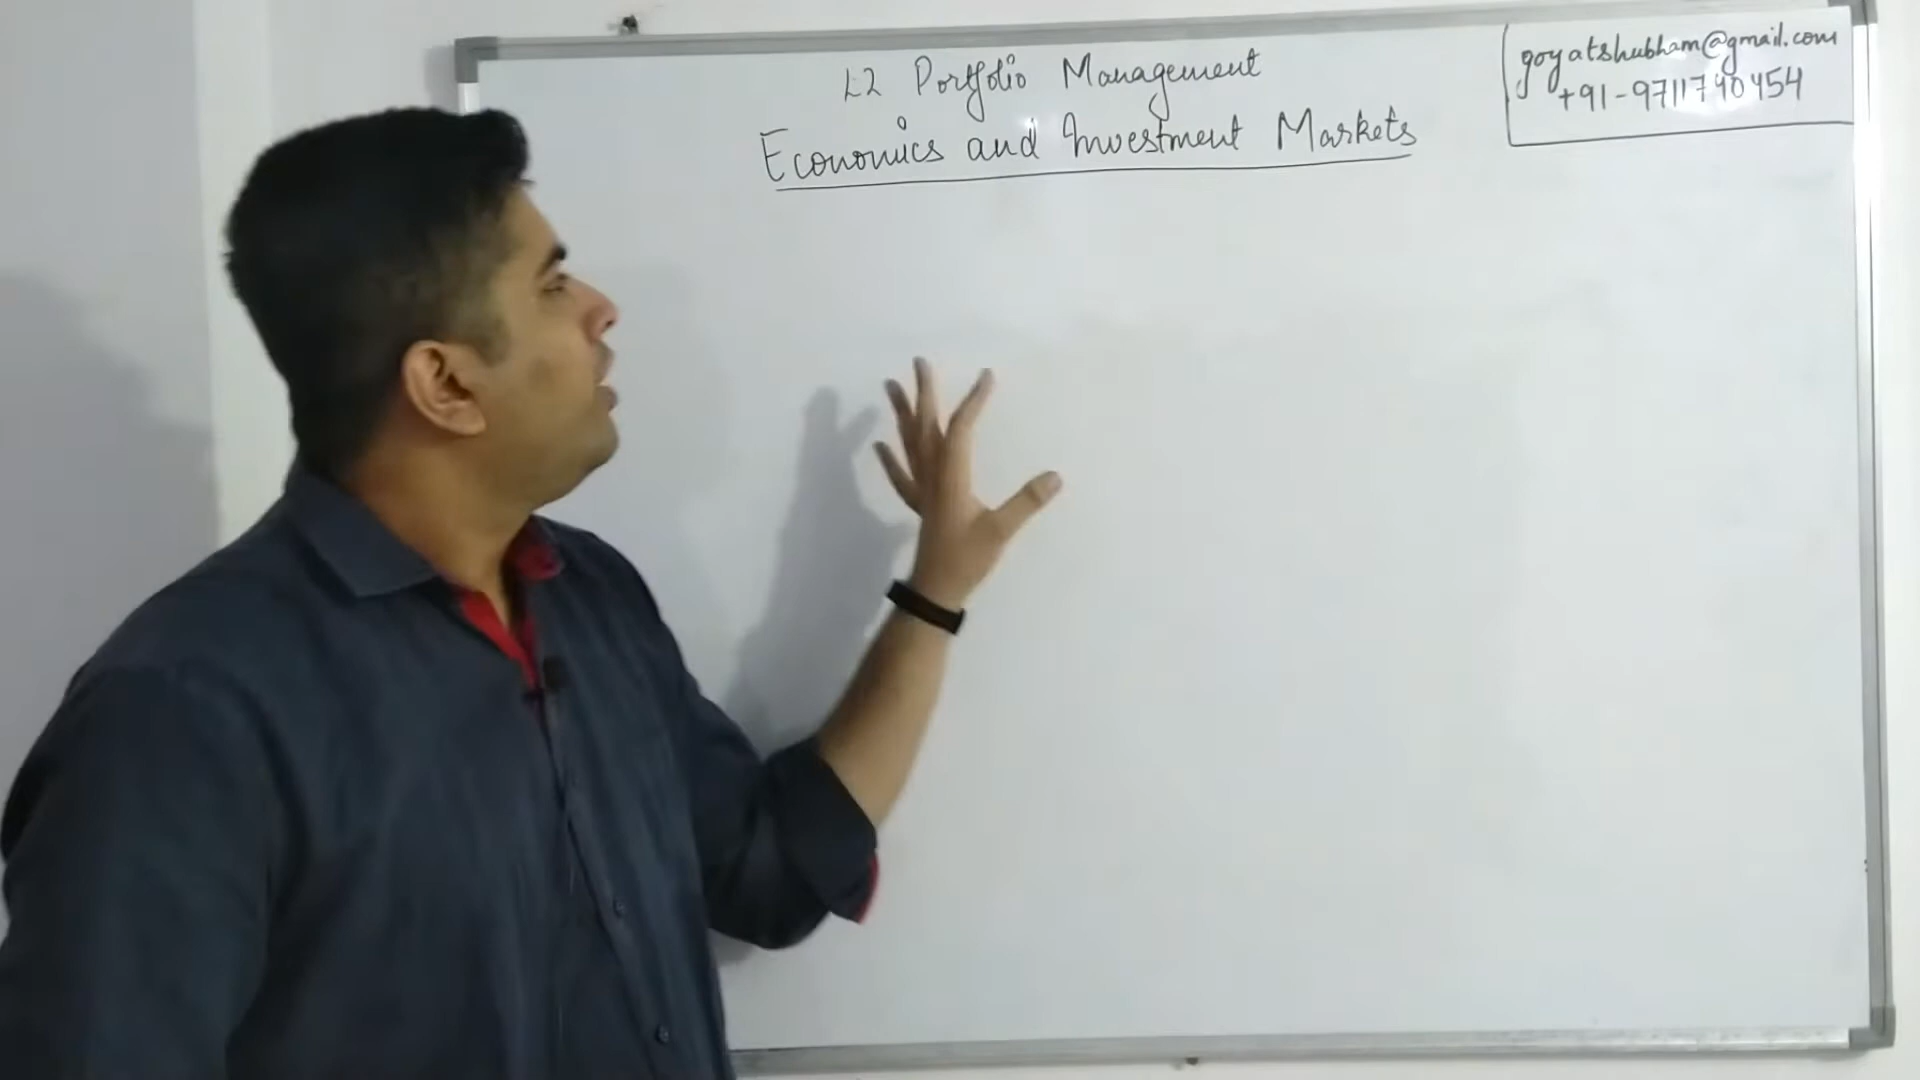 L2 Portfolio Management
Economics and Investment Markets
goyatshubham@gmail.com
+91-9711740454